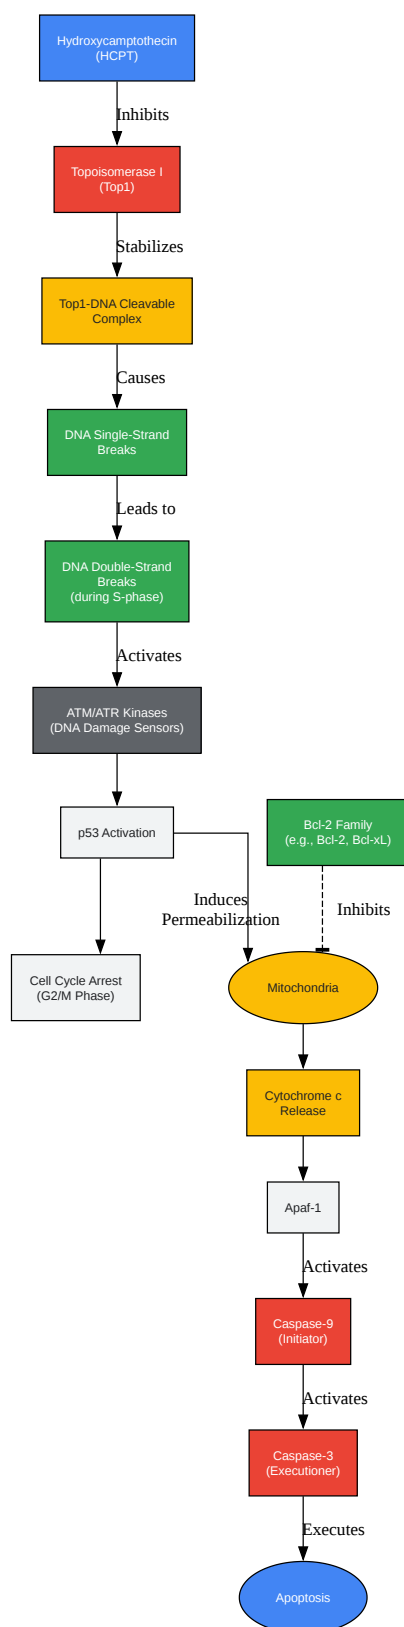 Hydroxycamptothecin
(HCPT)
Inhibits
Topoisomerase I
(Top1)
Stabilizes
Top1-DNA Cleavable
Complex
Causes
DNA Single-Strand
Breaks
Leads to
DNA Double-Strand
Breaks
(during S-phase)
Activates
ATM/ATR Kinases
(DNA Damage Sensors)
p53 Activation
Bcl-2 Family
(e.g., Bcl-2, Bcl-xL)
Induces
Permeabilization
Inhibits
Cell Cycle Arrest
(G2/M Phase)
Mitochondria
Cytochrome c
Release
Apaf-1
Activates
Caspase-9
(Initiator)
Activates
Caspase-3
(Executioner)
Executes
Apoptosis